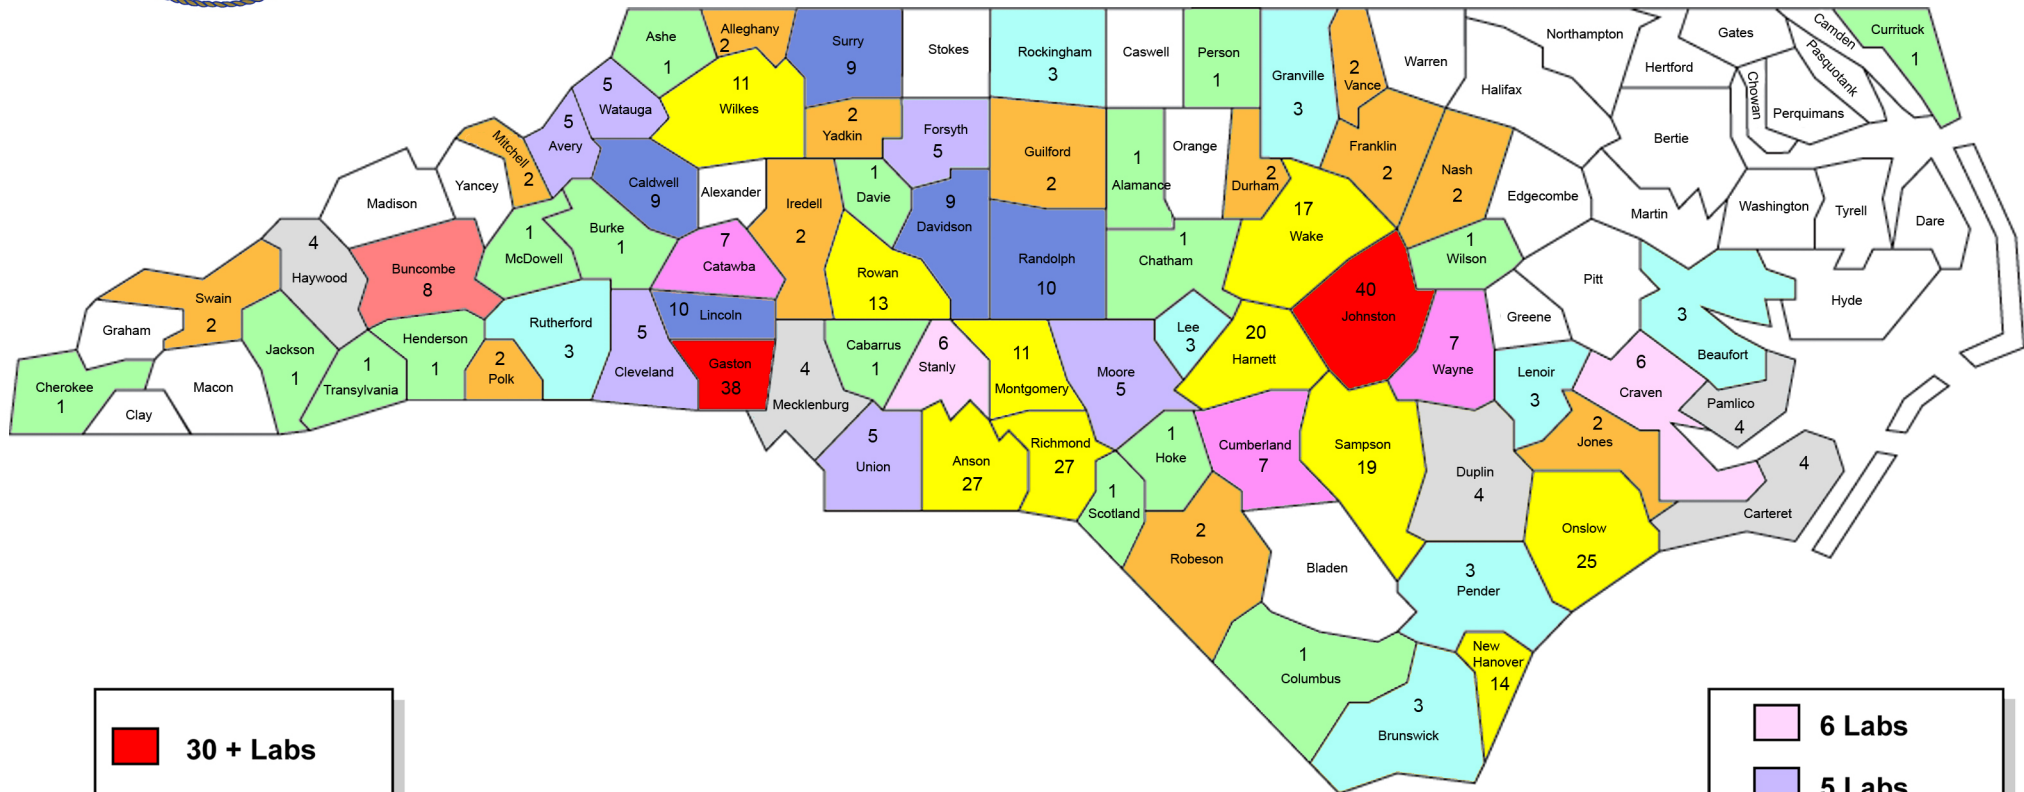 Ashe
1
Alleghany
2
Surry
9
Stokes
Rockingham
3
Caswell
Person
1
Granville
3
2
Vance
Warren
Northampton
Halifax
Gates
Hertford
Camden
Pasquotank
Currituck
1
Chowan
Perquimans
5
Watauga
11
Wilkes
2
Yadkin
Forsyth
5
Guilford
2
1
Alamance
Orange
2
Durham
Franklin
2
Nash
2
Edgecombe
Bertie
Martin
Washington
Tyrell
Dare
5
Avery
Mitchell
2
Yancey
Madison
Caldwell
9
Alexander
Iredell
2
1
Davie
9
Davidson
Randolph
10
1
Chatham
17
Wake
1
Wilson
Pitt
Hyde
4
Haywood
Buncombe
8
1
McDowell
Burke
1
7
Catawba
Rowan
13
40
Johnston
Greene
3
Beaufort
Swain
2
Graham
Jackson
1
1
Transylvania
Henderson
1
2
Polk
Rutherford
3
5
Cleveland
10 Lincoln
Gaston
38
4
Mecklenburg
Cabarrus
1
6
Stanly
11
Montgomery
Moore
5
Lee
3
20
Harnett
7
Wayne
Lenoir
3
6
Craven
Pamlico
4
Cherokee
1
Clay
Macon
5
Union
Anson
27
Richmond
27
1
Scotland
1
Hoke
Cumberland
7
Sampson
19
Duplin
4
2
Jones
Onslow
25
4
Carteret
2
Robeson
Bladen
3
Pender
1
Columbus
3
Brunswick
New
Hanover
14
30 + Labs
6 Labs
5 Labs